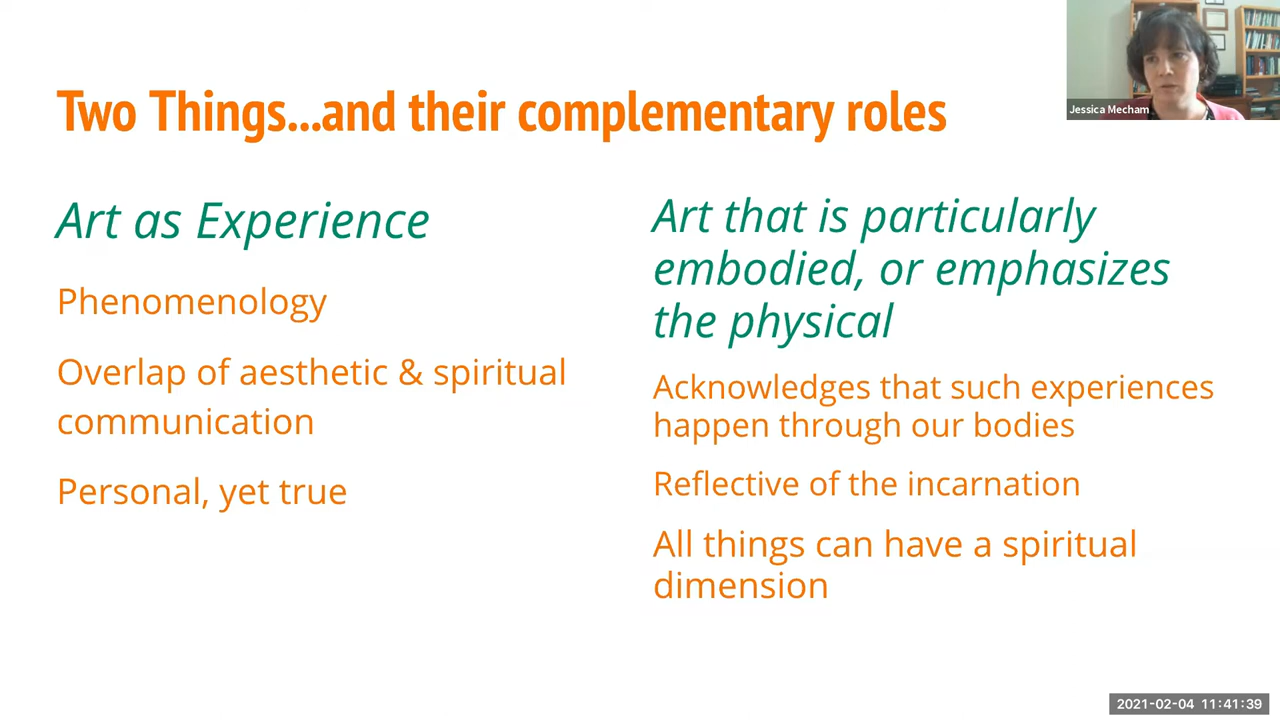 Two Things...and their complementary roles
Jessica Mecham
Art as Experience
Phenomenology
Overlap of aesthetic & spiritual
communication
Personal, yet true
Art that is particularly
embodied, or emphasizes
the physical
Acknowledges that such experiences
happen through our bodies
Reflective of the incarnation
All things can have a spiritual
dimension
2021-02-04 11:41:39